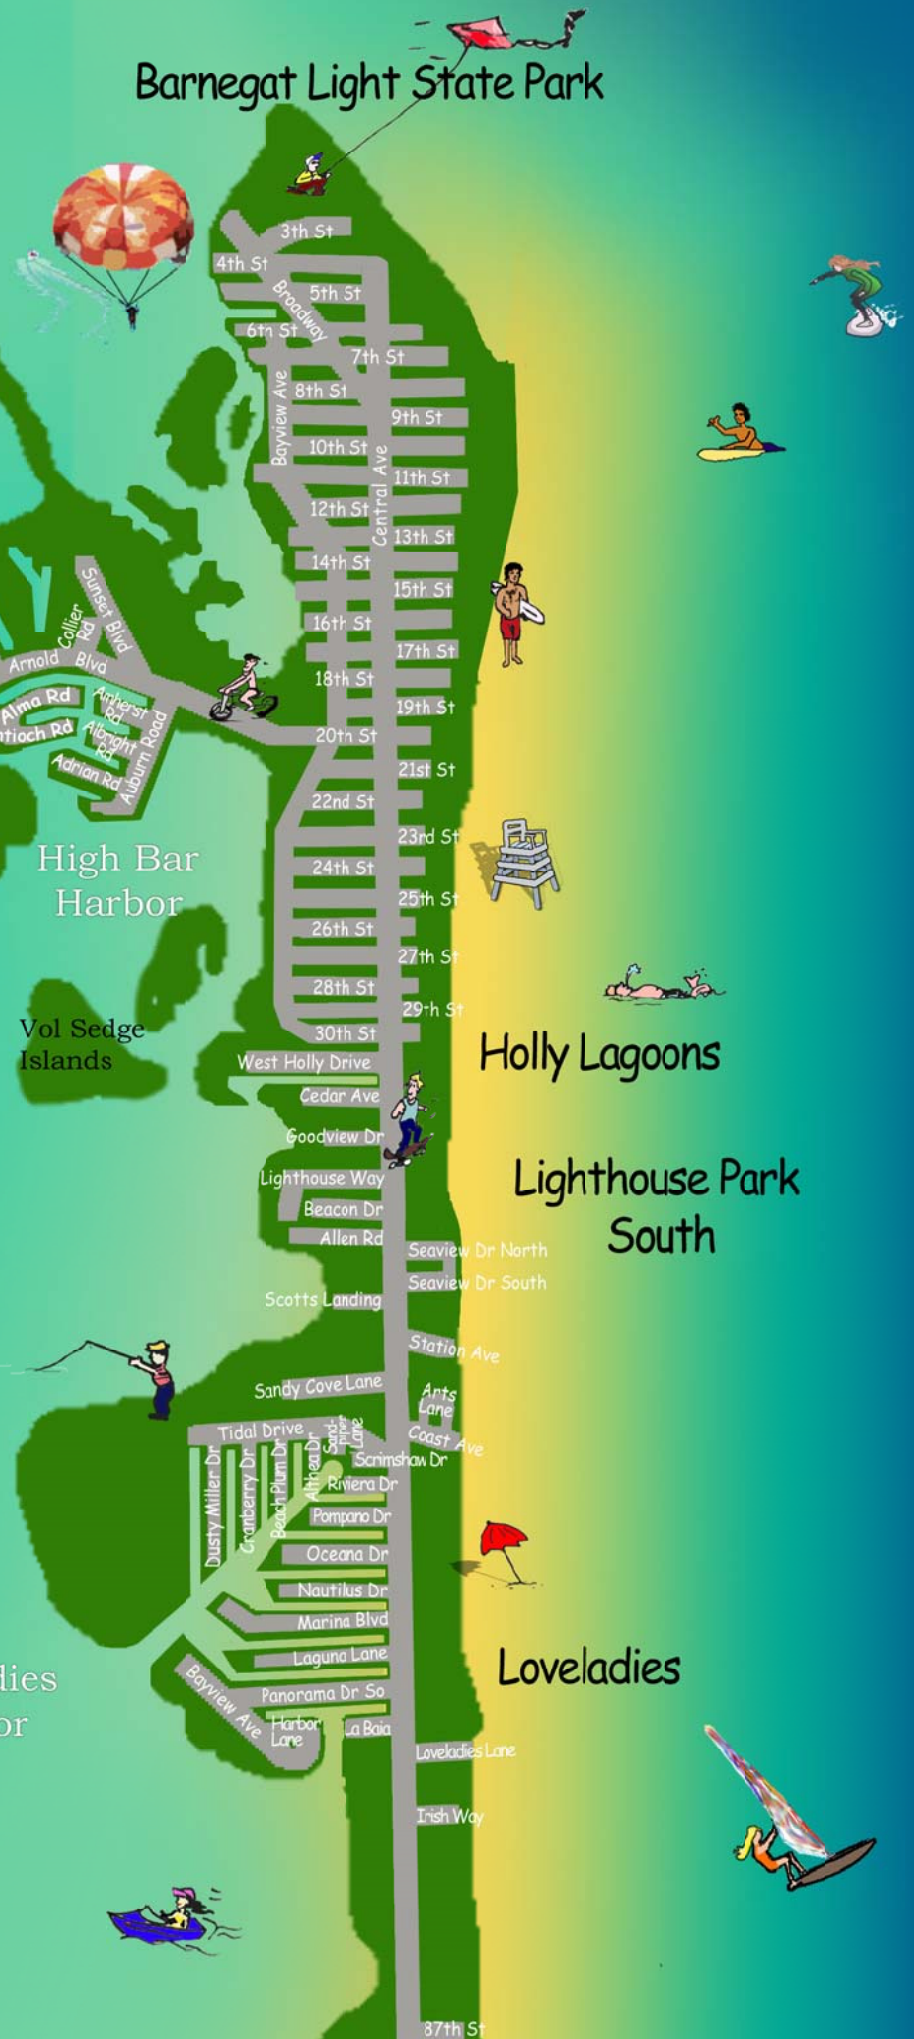 Barnegat Light State Park
3th St
4th St
5th St
Broadway
6th St
7th St
Bayview Ave
8th St
9th St
10th St
Central Ave
11th St
12th St
13th St
14th St
15th St
16th St
17th St
18th St
19th St
20th St
21st St
22nd St
23rd St
24th St
25th St
26th St
27th St
28th St
29th St
30th St
Sunset Blvd
Collier
Rd
Arnold Blvd
Alma Rd
Amherst
Rd
ntioch Rd
Albright
Rd
Adrian Rd
Auburn Road
High Bar
Harbor
Vol Sedge
Islands
West Holly Drive
Holly Lagoons
Cedar Ave
Goodview Dr
Lighthouse Way
Lighthouse Park
South
Beacon Dr
Allen Rd
Seaview Dr North
Seaview Dr South
Scotts Landing
Station Ave
Sandy Cove Lane
Arts
Lane
Tidal Drive
Sand-
piper
Lane
Coast Ave
Scrimshaw Dr
Dusty Miller Dr
Cranberry Dr
Beach Plum Dr
Althea Dr
Riviera Dr
Pompano Dr
Oceana Dr
Nautilus Dr
Marina Blvd
Laguna Lane
Loveladies
dies
or
Bayview Ave
Panorama Dr So
Harbor
Lane
La Baia
Loveladies Lane
Irish Way
87th St